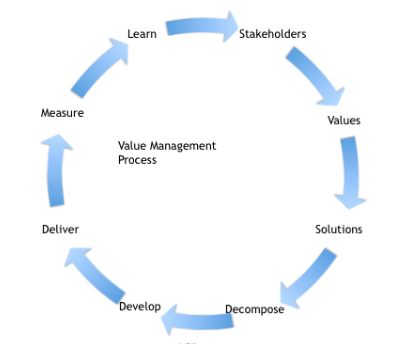 Learn
Stakeholders
Values
Solutions
Decompose
Develop
Deliver
Measure
Value Management
Process